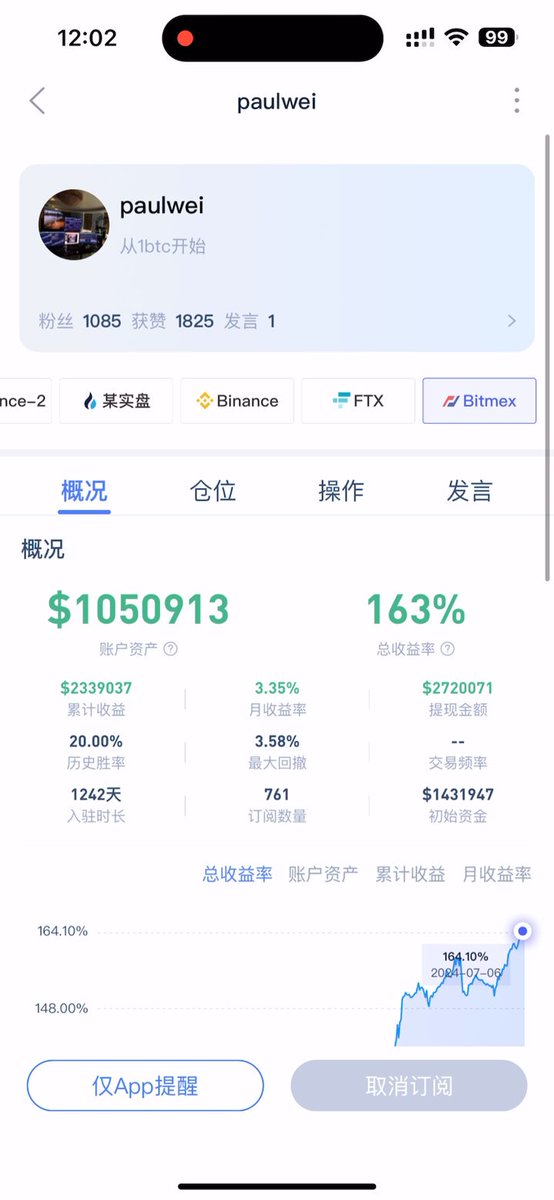 12:02
99
paulwei
paulwei
从1btc开始
粉丝 1085 获赞 1825 发言 1
nce-2 某实盘 Binance FTX Bitmex
概况 仓位 操作 发言
概况
$1050913 163%
账户资产 总收益率
$2339037 3.35% $2720071
累计收益 月收益率 提现金额
20.00% 3.58% --
历史胜率 最大回撤 交易频率
1242天 761 $1431947
入驻时长 订阅数量 初始资金
总收益率 账户资产 累计收益 月收益率
164.10%
164.10%
2024-07-06
148.00%
仅App提醒 取消订阅